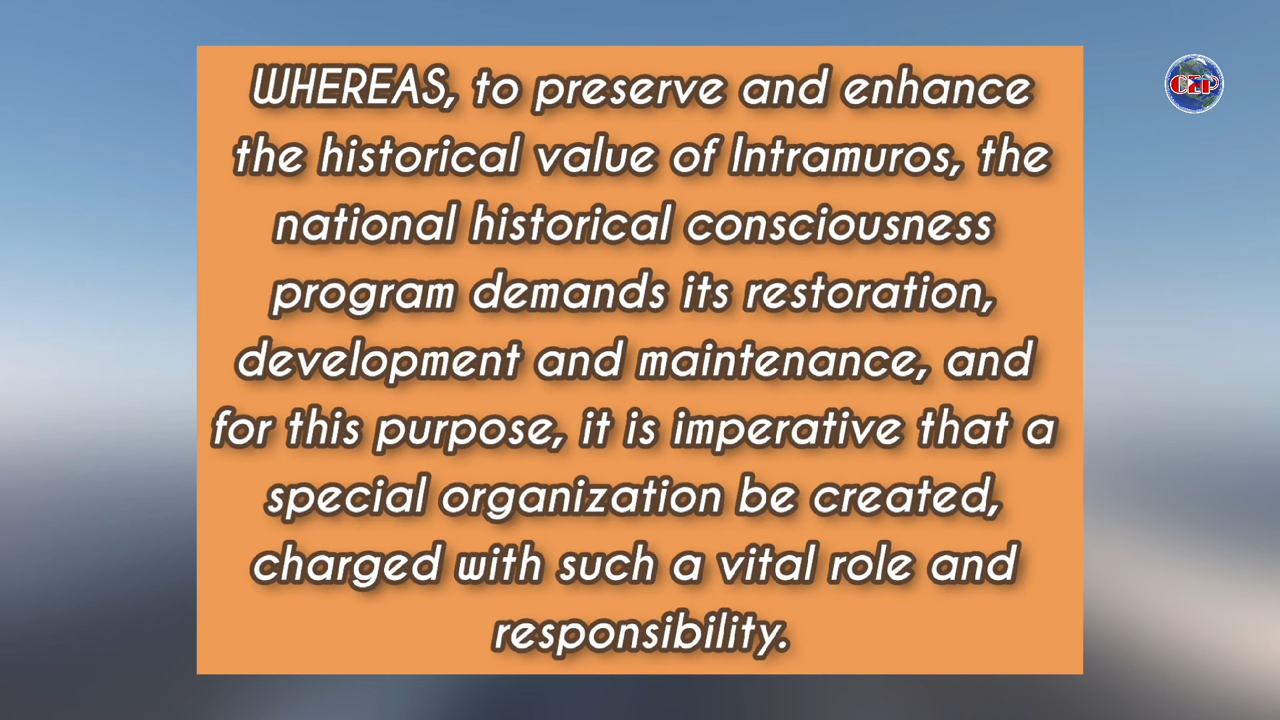 WHEREAS, to preserve and enhance
the historical value of Intramuros, the
national historical consciousness
program demands its restoration,
development and maintenance, and
for this purpose, it is imperative that a
special organization be created,
charged with such a vital role and
responsibility.
CEP